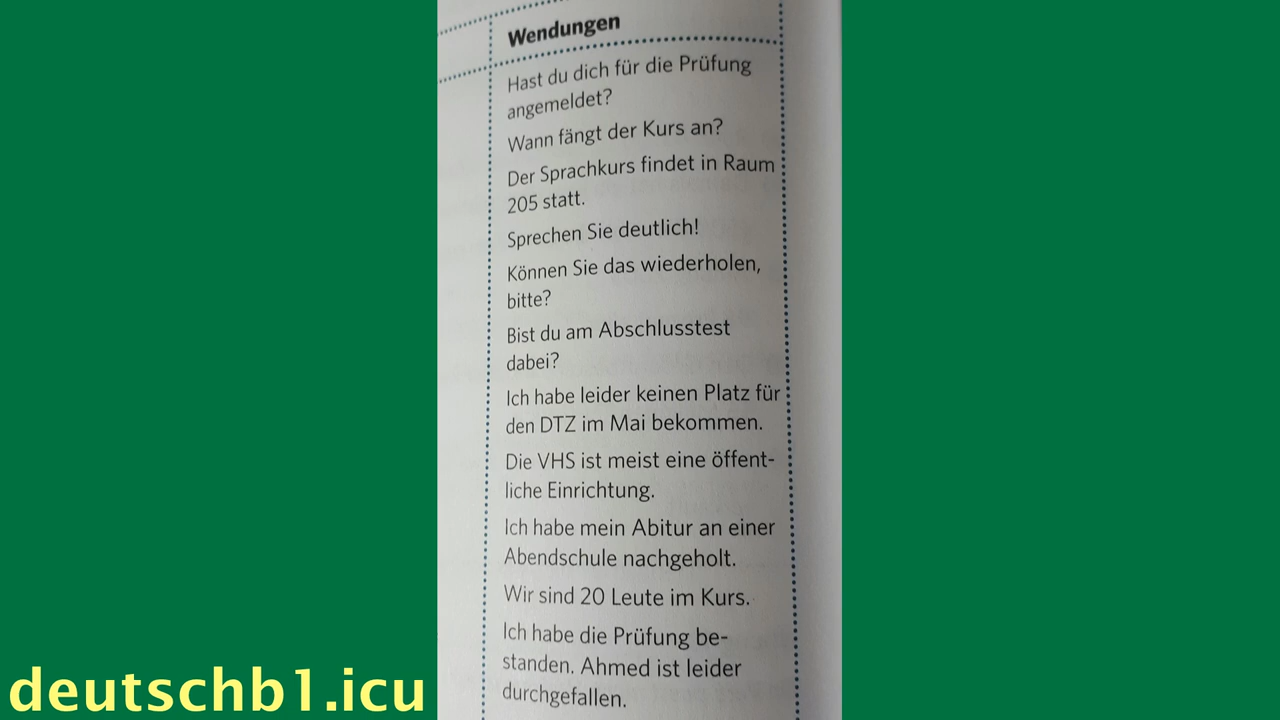 Wendungen
Hast du dich für die Prüfung
angemeldet?
Wann fängt der Kurs an?
Der Sprachkurs findet in Raum
205 statt.
Sprechen Sie deutlich!
Können Sie das wiederholen,
bitte?
Bist du am Abschlusstest
dabei?
Ich habe leider keinen Platz für
den DTZ im Mai bekommen.
Die VHS ist meist eine öffent-
liche Einrichtung.
Ich habe mein Abitur an einer
Abendschule nachgeholt.
Wir sind 20 Leute im Kurs.
Ich habe die Prüfung be-
standen. Ahmed ist leider
durchgefallen.
deutschb1.icu